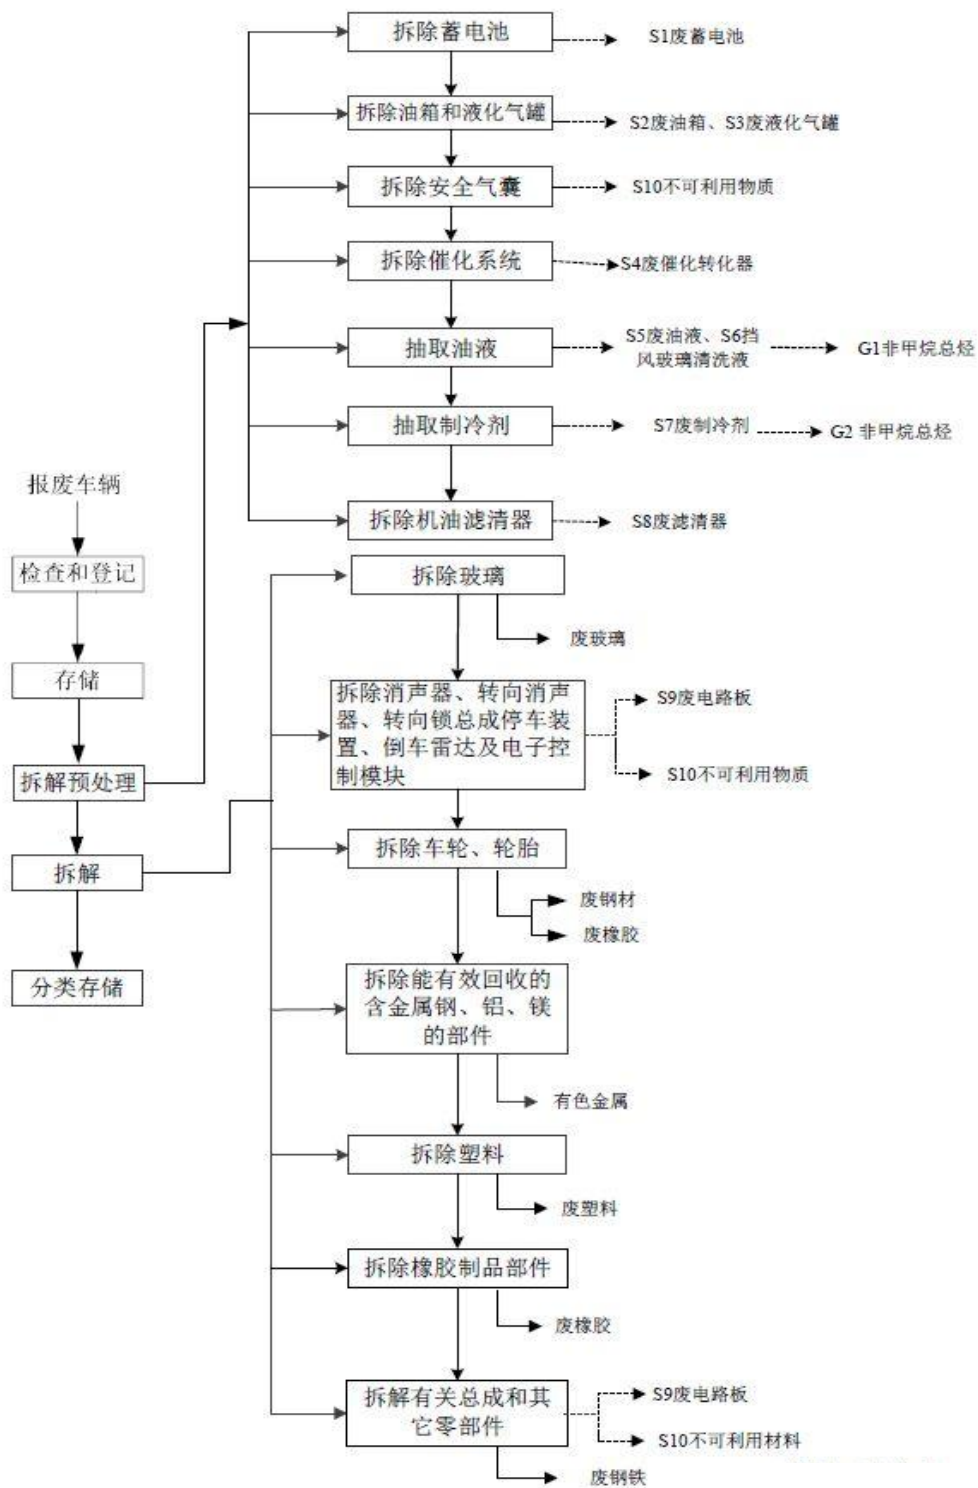 拆除蓄电池
S1废蓄电池
拆除油箱和液化气罐
S2废油箱、S3废液化气罐
拆除安全气囊
S10不可利用物质
拆除催化系统
S4废催化转化器
抽取油液
S5废油液、S6挡
风玻璃清洗液
G1非甲烷总烃
抽取制冷剂
S7废制冷剂
G2 非甲烷总烃
拆除机油滤清器
S8废滤清器
报废车辆
检查和登记
存储
拆解预处理
拆解
分类存储
拆除玻璃
废玻璃
拆除消声器、转向消声
器、转向锁总成停车装
置、倒车雷达及电子控
制模块
S9废电路板
S10不可利用物质
拆除车轮、轮胎
废钢材
废橡胶
拆除能有效回收的
含金属钢、铝、镁
的部件
有色金属
拆除塑料
废塑料
拆除橡胶制品部件
废橡胶
拆解有关总成和其
它零部件
S9废电路板
S10不可利用材料
废钢铁